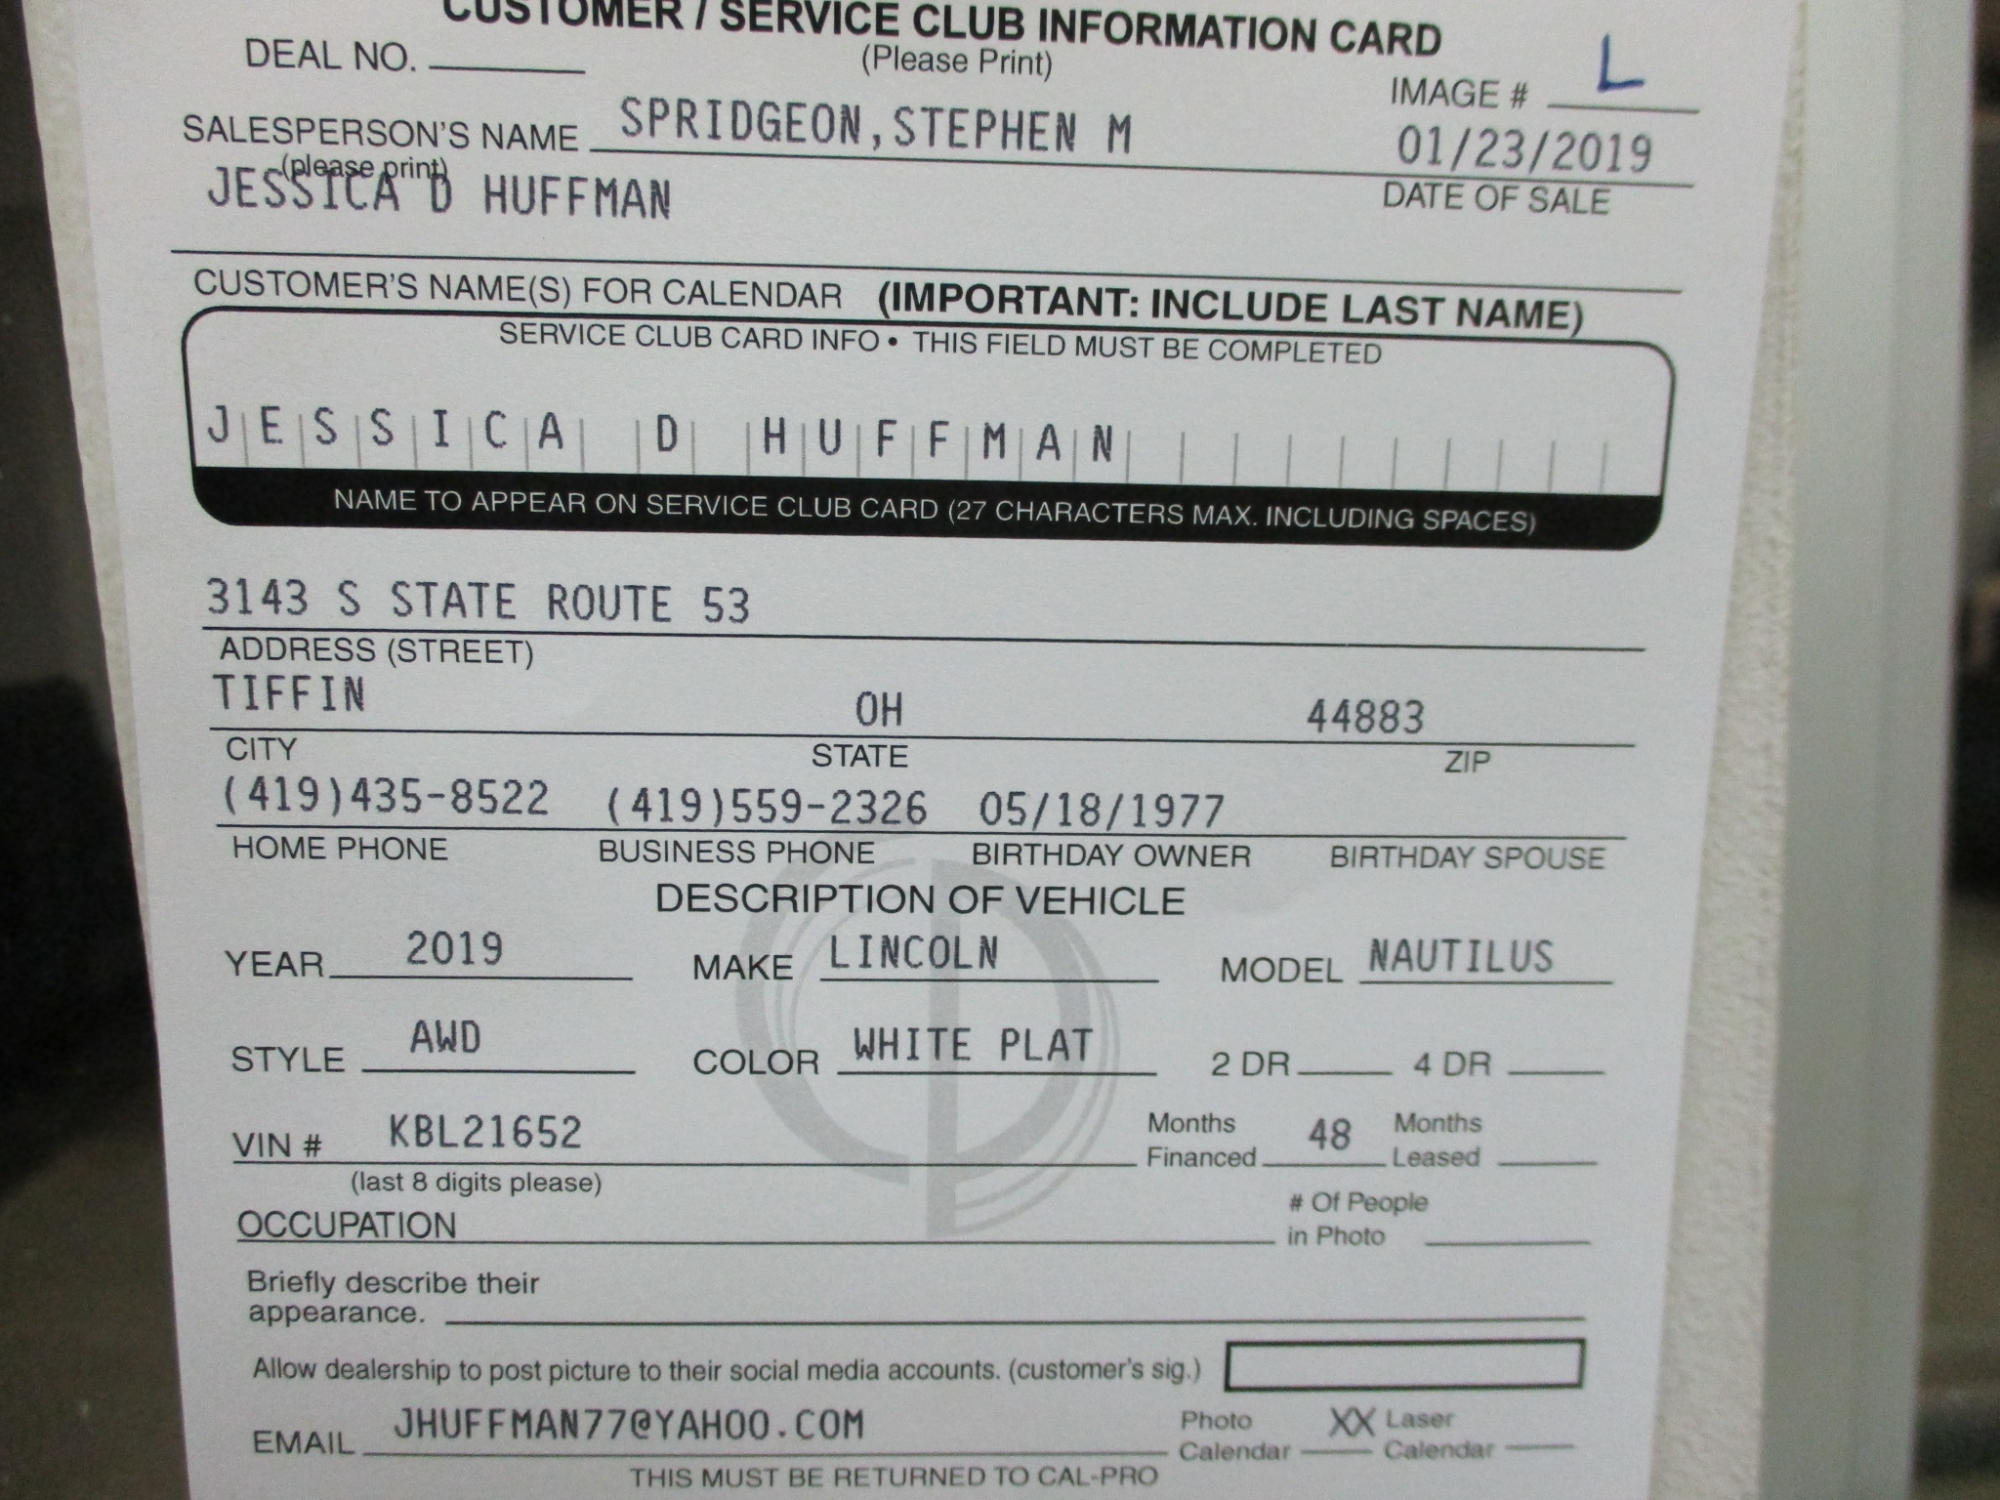 CUSTOMER / SERVICE CLUB INFORMATION CARD
DEAL NO. (Please Print) IMAGE # L
SALESPERSON'S NAME SPRIDGEON,STEPHEN M 01/23/2019
(please print) DATE OF SALE
JESSICA D HUFFMAN
CUSTOMER'S NAME(S) FOR CALENDAR (IMPORTANT: INCLUDE LAST NAME)
SERVICE CLUB CARD INFO • THIS FIELD MUST BE COMPLETED
JESSICA D HUFFMAN
NAME TO APPEAR ON SERVICE CLUB CARD (27 CHARACTERS MAX. INCLUDING SPACES)
3143 S STATE ROUTE 53
ADDRESS (STREET)
TIFFIN OH 44883
CITY STATE ZIP
(419)435-8522 (419)559-2326 05/18/1977
HOME PHONE BUSINESS PHONE BIRTHDAY OWNER BIRTHDAY SPOUSE
DESCRIPTION OF VEHICLE
YEAR 2019 MAKE LINCOLN MODEL NAUTILUS
STYLE AWD COLOR WHITE PLAT 2 DR 4 DR
VIN # KBL21652 Months Financed 48 Months Leased
(last 8 digits please)
OCCUPATION # Of People in Photo
Briefly describe their
appearance.
Allow dealership to post picture to their social media accounts. (customer's sig.)
EMAIL JHUFFMAN77@YAHOO.COM Photo Calendar XX Laser Calendar
THIS MUST BE RETURNED TO CAL-PRO